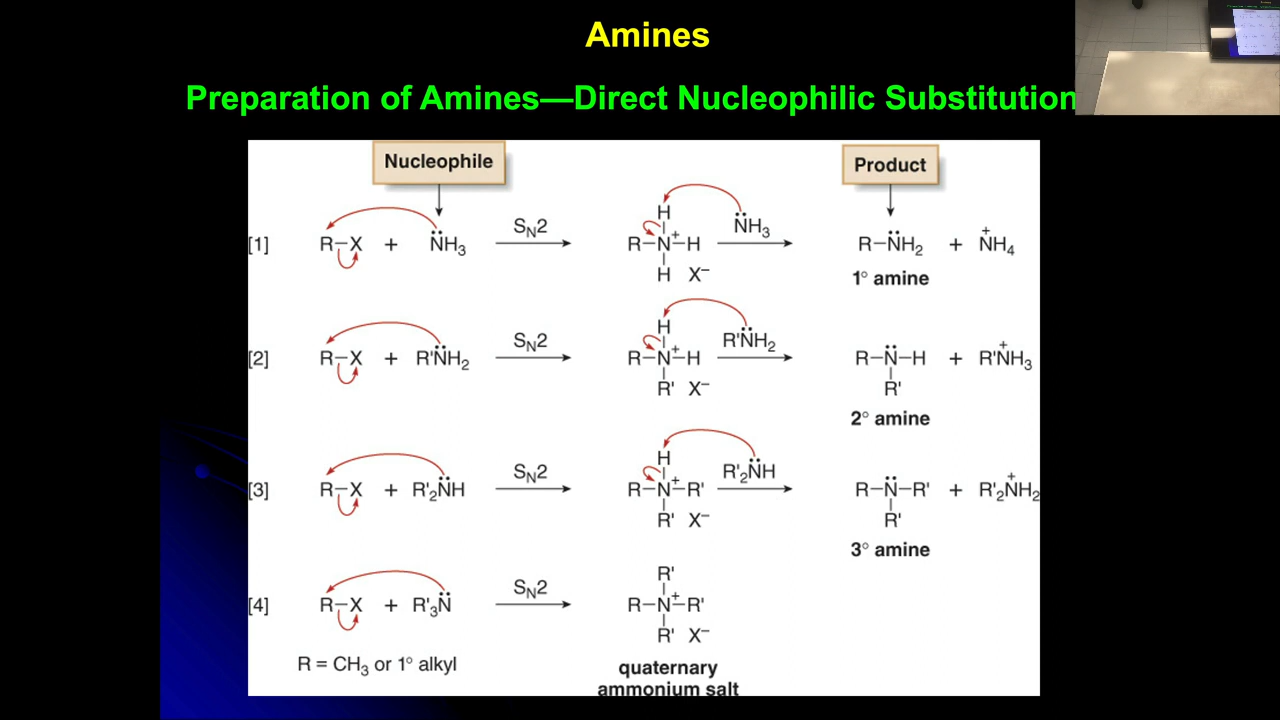 Amines
Preparation of Amines—Direct Nucleophilic Substitution
Nucleophile
Product
[1] R–X + N̈H₃ Sₙ2 H R–N⁺–H H X⁻ N̈H₃ R–N̈H₂ + N⁺H₄
1° amine
[2] R–X + R'N̈H₂ Sₙ2 H R–N⁺–H R' X⁻ R'N̈H₂ R–N̈–H R' + R'N⁺H₃
2° amine
[3] R–X + R'₂N̈H Sₙ2 H R–N⁺–R' R' X⁻ R'₂N̈H R–N̈–R' R' + R'₂N⁺H₂
3° amine
[4] R–X + R'₃N̈ Sₙ2 R' R–N⁺–R' R' X⁻
R = CH₃ or 1° alkyl
quaternary
ammonium salt